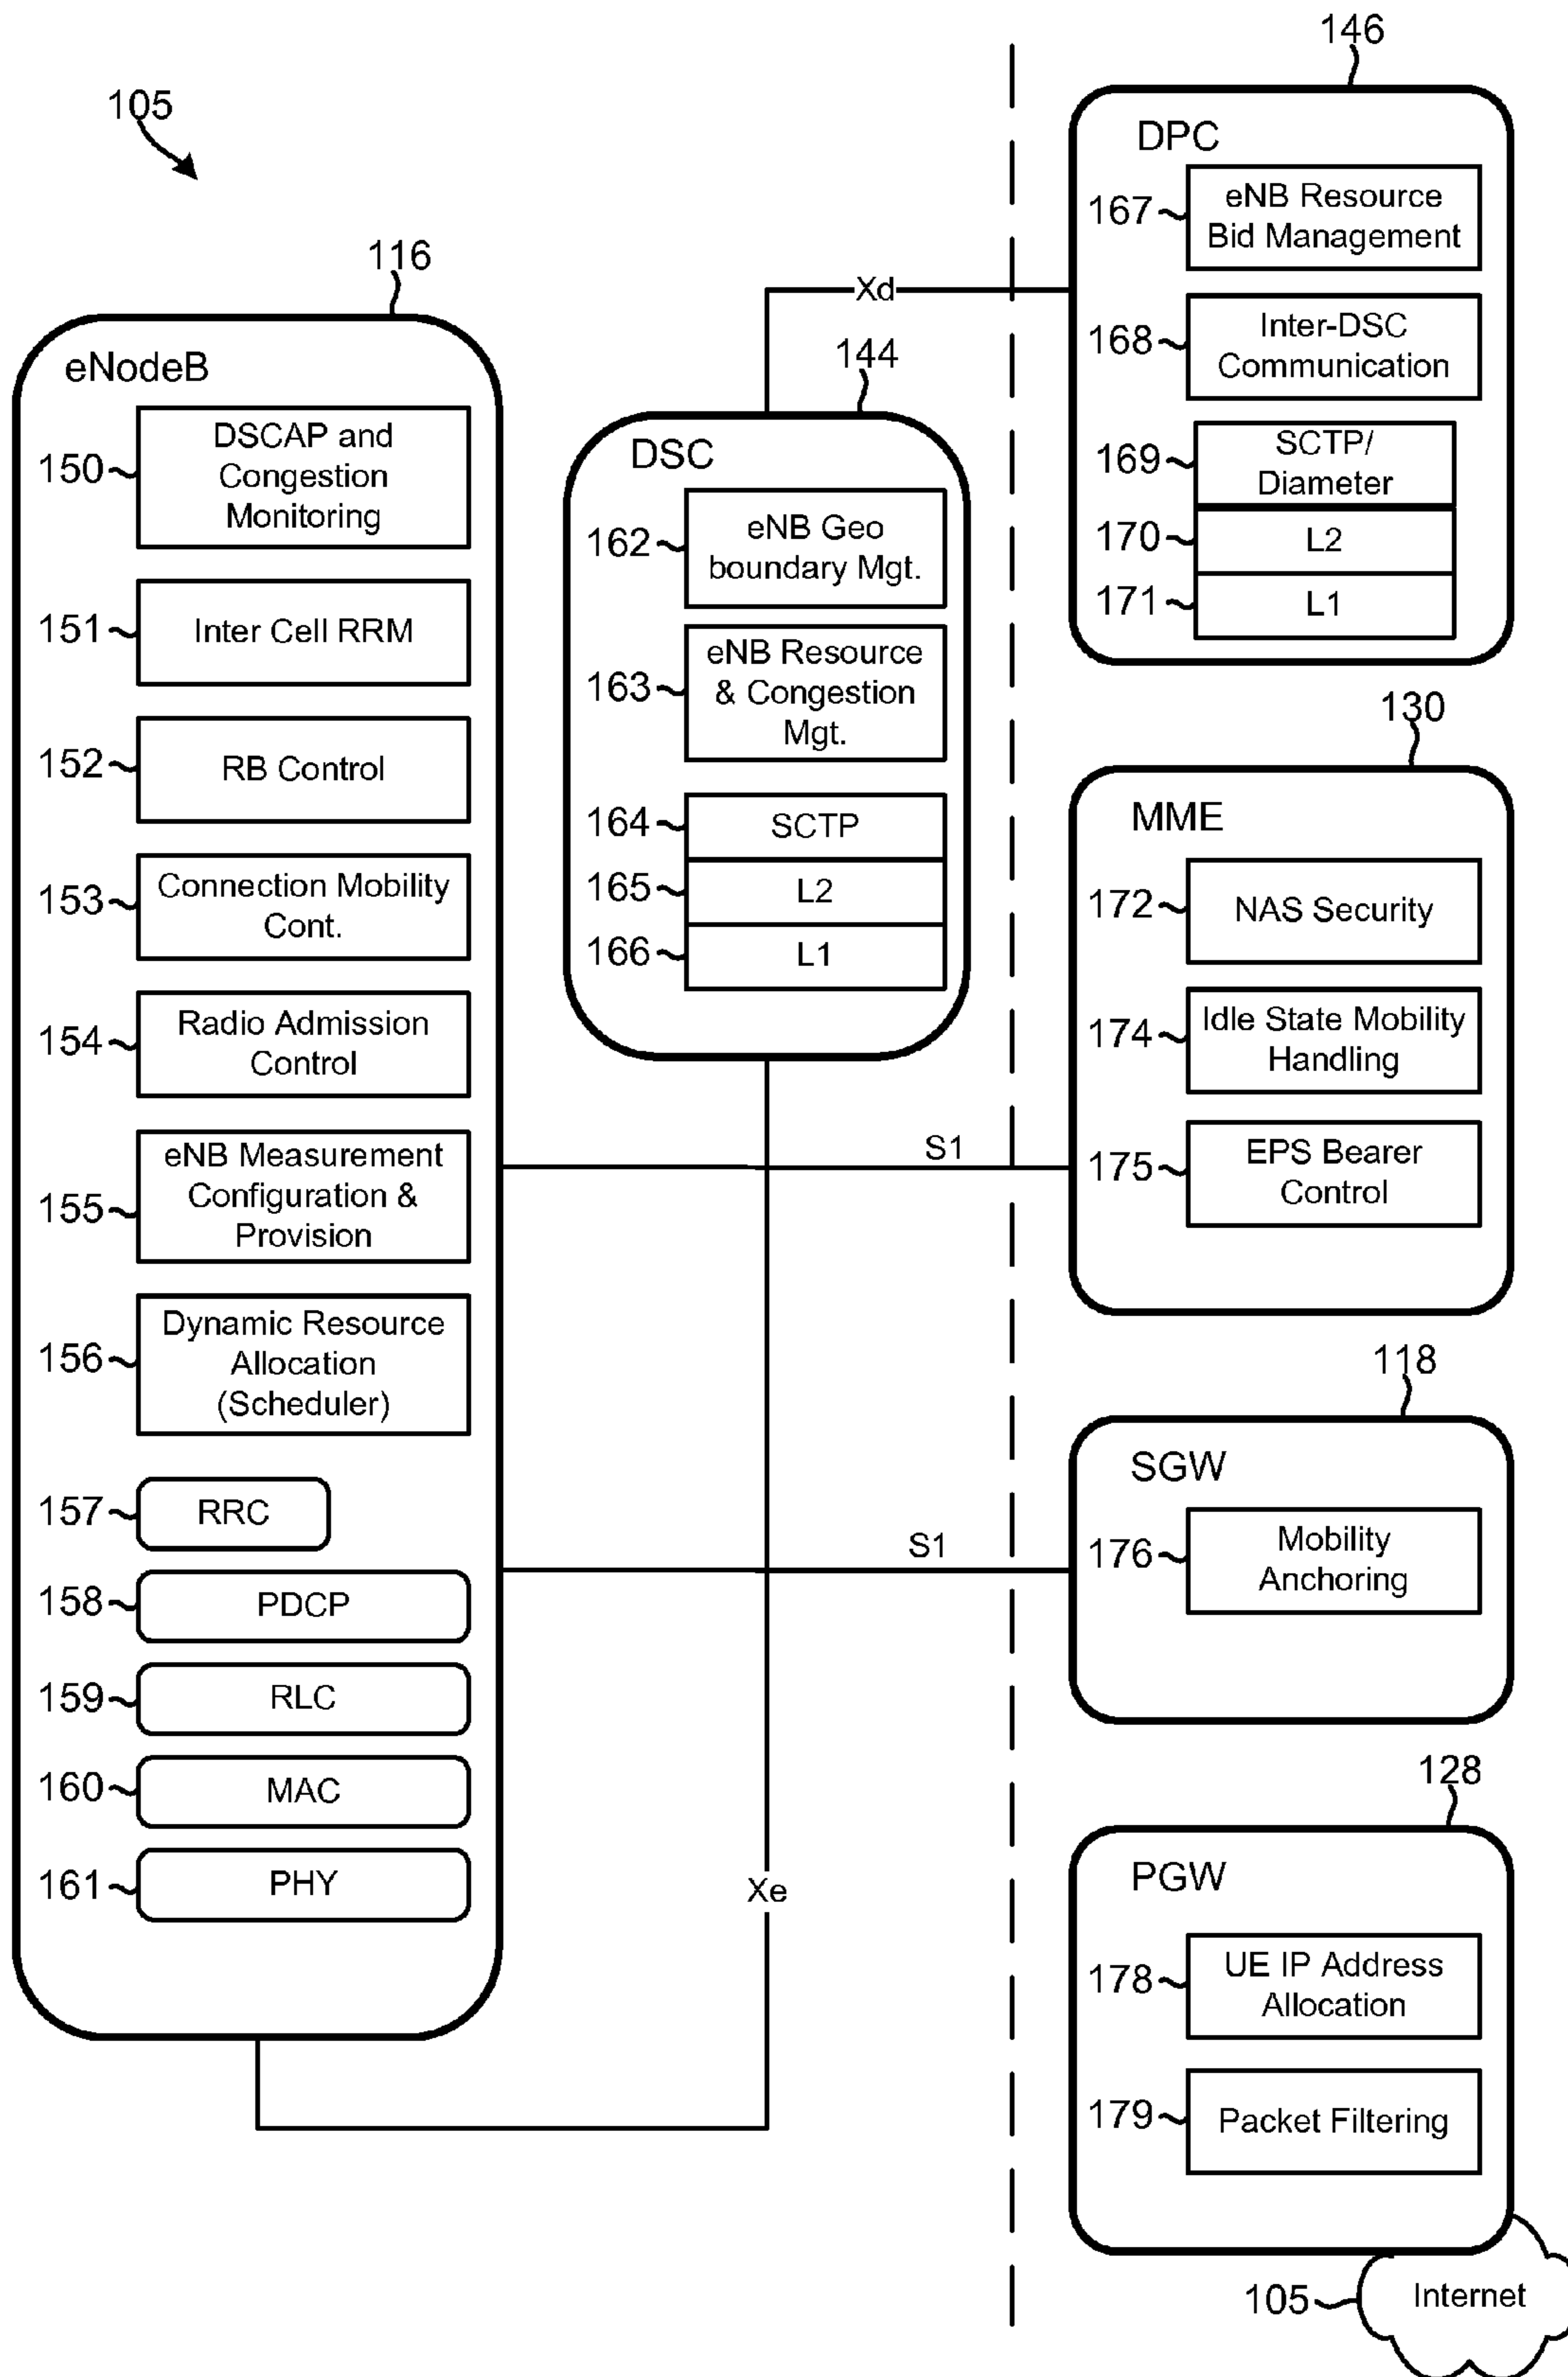 105
116
eNodeB
150
DSCAP and
Congestion
Monitoring
151
Inter Cell RRM
152
RB Control
153
Connection Mobility
Cont.
154
Radio Admission
Control
155
eNB Measurement
Configuration &
Provision
156
Dynamic Resource
Allocation
(Scheduler)
157
RRC
158
PDCP
159
RLC
160
MAC
161
PHY
Xd
144
DSC
162
eNB Geo
boundary Mgt.
163
eNB Resource
& Congestion
Mgt.
164
SCTP
165
L2
166
L1
S1
S1
Xe
146
DPC
167
eNB Resource
Bid Management
168
Inter-DSC
Communication
169
SCTP/
Diameter
170
L2
171
L1
130
MME
172
NAS Security
174
Idle State Mobility
Handling
175
EPS Bearer
Control
118
SGW
176
Mobility
Anchoring
128
PGW
178
UE IP Address
Allocation
179
Packet Filtering
105
Internet